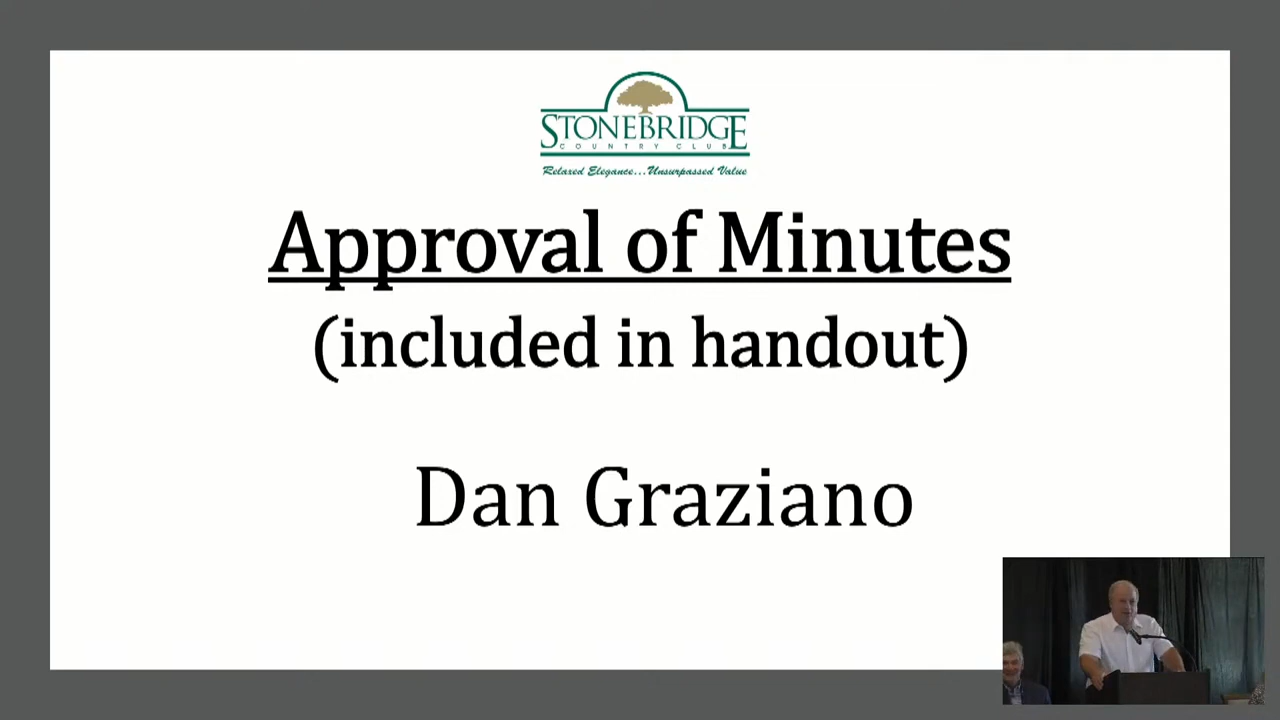 STONEBRIDGE
COUNTRY CLUB
Relaxed Elegance...Unsurpassed Value
Approval of Minutes
(included in handout)
Dan Graziano